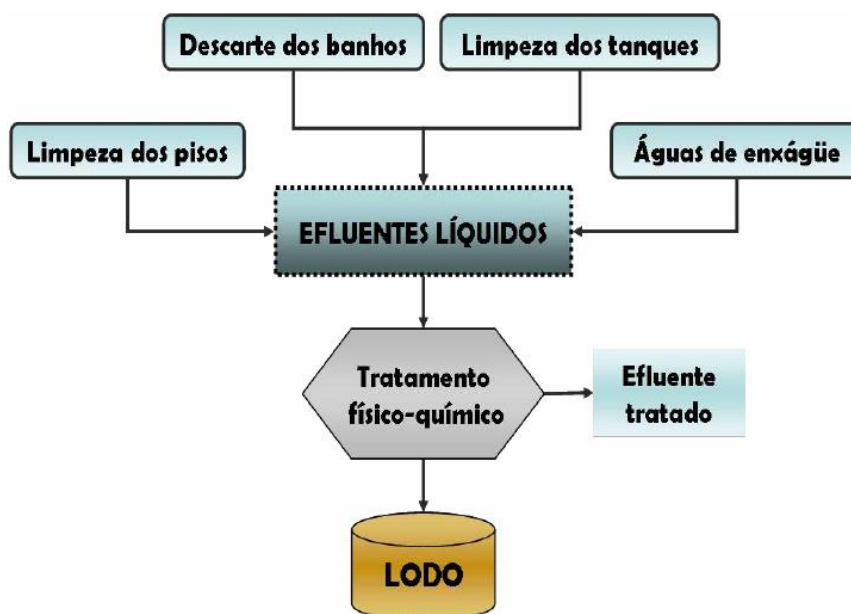 Descarte dos banhos
Limpeza dos tanques
Limpeza dos pisos
Águas de enxágüe
EFLUENTES LÍQUIDOS
Tratamento
físico-químico
Efluente
tratado
LODO